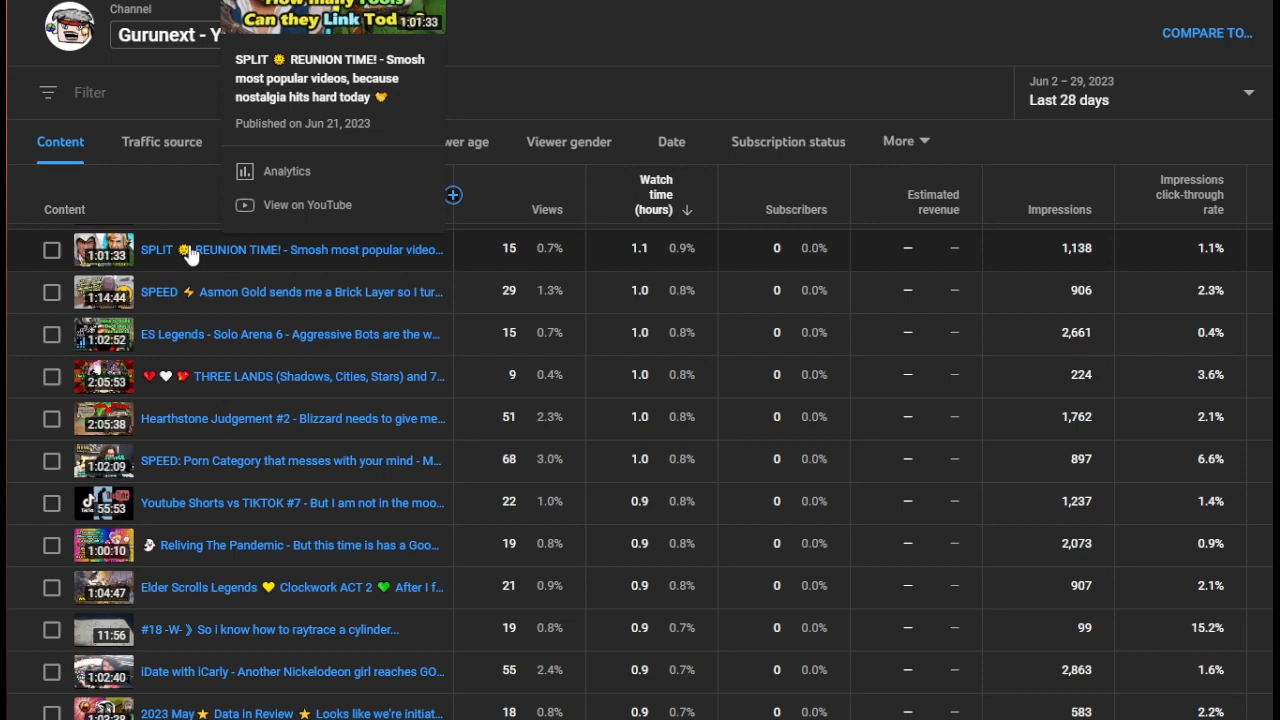 Channel
Gurunext - Y
How many Fools
Can they Link Tod
1:01:33
COMPARE TO...
SPLIT 🌞 REUNION TIME! - Smosh
most popular videos, because
nostalgia hits hard today 🤝
Published on Jun 21, 2023
Analytics
View on YouTube
Filter
Jun 2 – 29, 2023
Last 28 days
Content Traffic source wer age Viewer gender Date Subscription status More
Content Views Watch time (hours) Subscribers Estimated revenue Impressions Impressions click-through rate
1:01:33 SPLIT 🌞 REUNION TIME! - Smosh most popular video... 15 0.7% 1.1 0.9% 0 0.0% — — 1,138 1.1%
1:14:44 SPEED ⚡ Asmon Gold sends me a Brick Layer so I tur... 29 1.3% 1.0 0.8% 0 0.0% — — 906 2.3%
1:02:52 ES Legends - Solo Arena 6 - Aggressive Bots are the w... 15 0.7% 1.0 0.8% 0 0.0% — — 2,661 0.4%
2:05:53 💔 🤍 💝 THREE LANDS (Shadows, Cities, Stars) and 7... 9 0.4% 1.0 0.8% 0 0.0% — — 224 3.6%
2:05:38 Hearthstone Judgement #2 - Blizzard needs to give me... 51 2.3% 1.0 0.8% 0 0.0% — — 1,762 2.1%
1:02:09 SPEED: Porn Category that messes with your mind - M... 68 3.0% 1.0 0.8% 0 0.0% — — 897 6.6%
55:53 Youtube Shorts vs TIKTOK #7 - But I am not in the moo... 22 1.0% 0.9 0.8% 0 0.0% — — 1,237 1.4%
1:00:10 👻 Reliving The Pandemic - But this time is has a Goo... 19 0.8% 0.9 0.8% 0 0.0% — — 2,073 0.9%
1:04:47 Elder Scrolls Legends 💛 Clockwork ACT 2 💚 After I f... 21 0.9% 0.9 0.8% 0 0.0% — — 907 2.1%
11:56 #18 -W- 》 So i know how to raytrace a cylinder... 19 0.8% 0.9 0.7% 0 0.0% — — 99 15.2%
1:02:40 iDate with iCarly - Another Nickelodeon girl reaches GO... 55 2.4% 0.9 0.7% 0 0.0% — — 2,863 1.6%
1:03:38 2023 May ⭐ Data in Review ⭐ Looks like we're initiat... 18 0.8% 0.9 0.7% 0 0.0% — — 583 2.2%